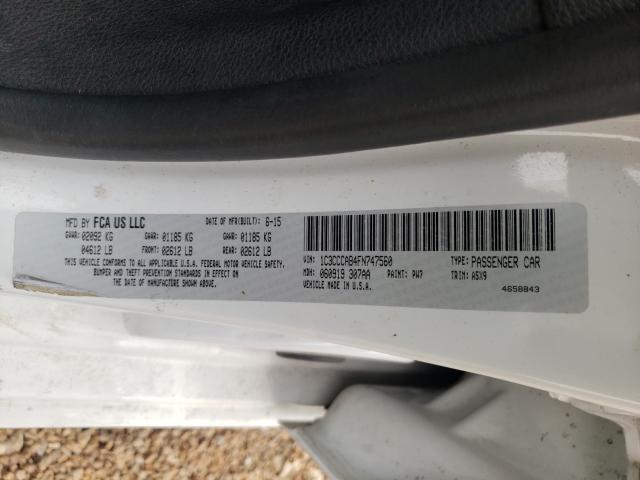 MFD BY FCA US LLC DATE OF MFR(BUILT): 6-15
GVWR: 02092 KG GAWR: 01185 KG GAWR: 01185 KG
04612 LB FRONT: 02612 LB REAR: 02612 LB
THIS VEHICLE CONFORMS TO ALL APPLICABLE U.S.A. FEDERAL MOTOR VEHICLE SAFETY,
BUMPER AND THEFT PREVENTION STANDARDS IN EFFECT ON THE
DATE OF MANUFACTURE SHOWN ABOVE.
VIN: 1C3CCCAB4FN747560 TYPE: PASSENGER CAR
MDH: 060919 307AA PAINT: PW7 TRIM: A5X9
VEHICLE MADE IN U.S.A.
4658843